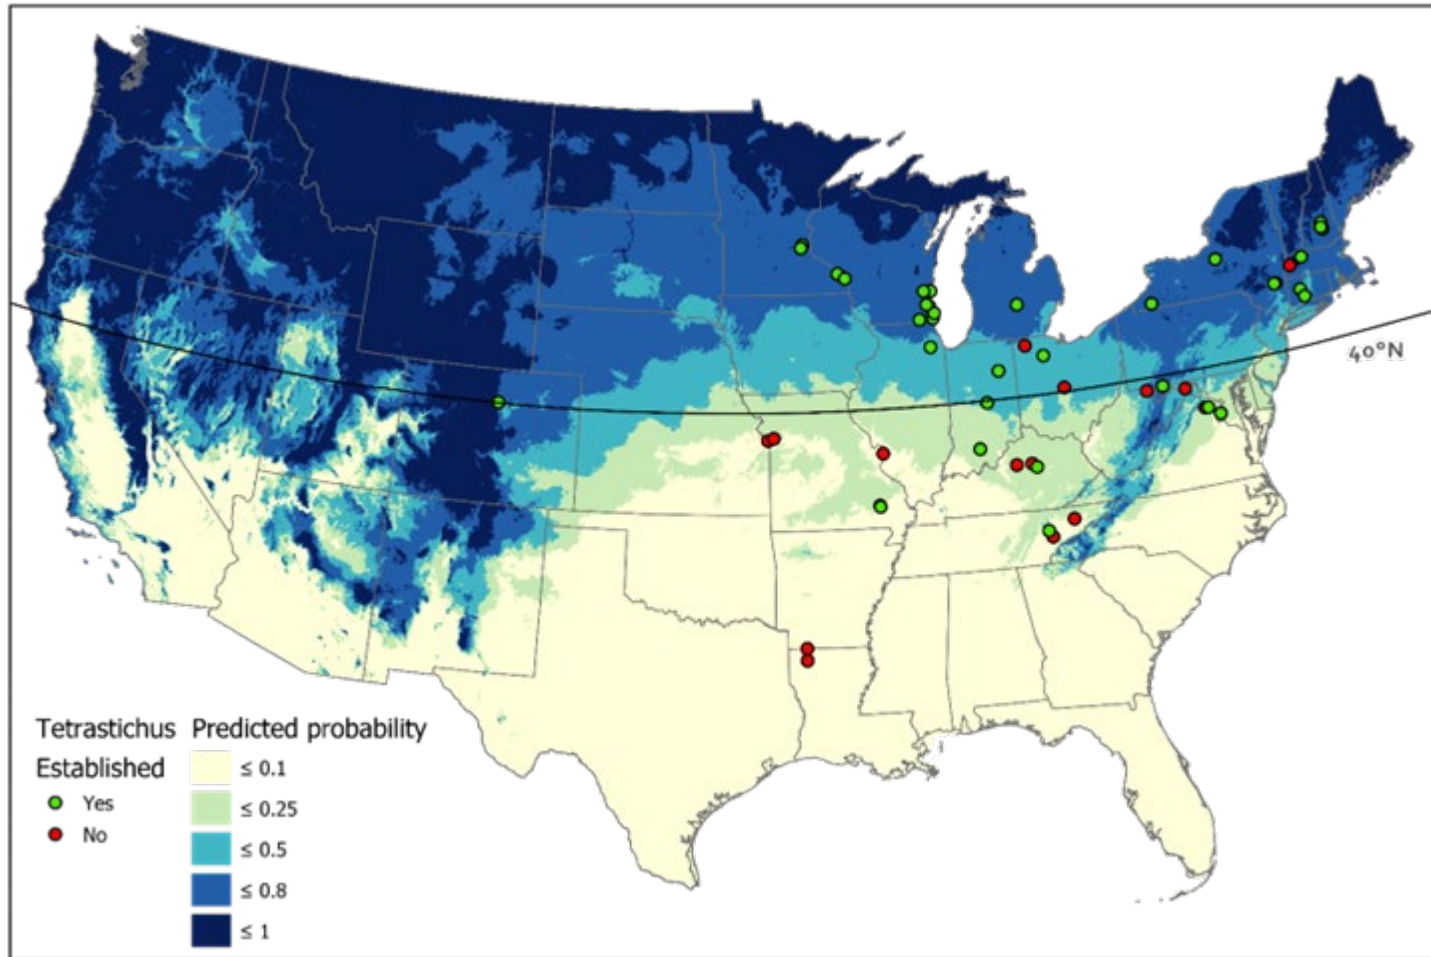 40°N
Tetrastichus Predicted probability
Established
≤ 0.1
≤ 0.25
Yes
No
≤ 0.5
≤ 0.8
≤ 1